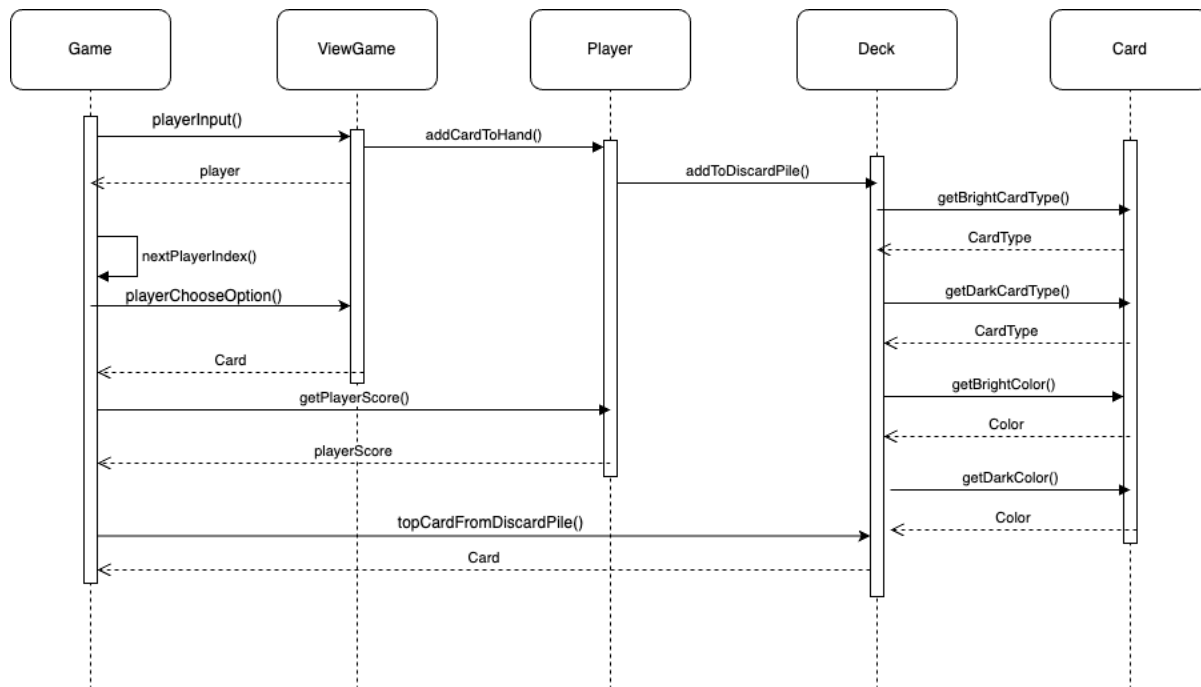 Game
ViewGame
Player
Deck
Card
playerInput()
addCardToHand()
player
addToDiscardPile()
getBrightCardType()
CardType
nextPlayerIndex()
playerChooseOption()
getDarkCardType()
CardType
Card
getBrightColor()
getPlayerScore()
Color
playerScore
getDarkColor()
Color
topCardFromDiscardPile()
Card